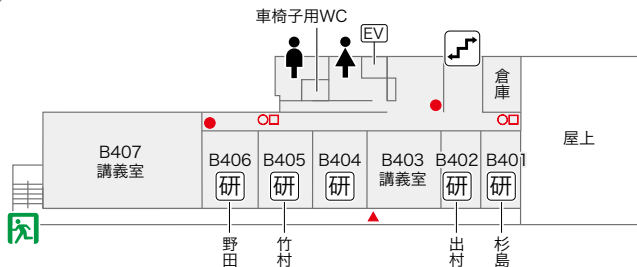 車椅子用WC
EV
倉庫
屋上
B407
講義室
B406
研
B405
研
B404
研
B403
講義室
B402
研
B401
研
野田
竹村
出村
杉島